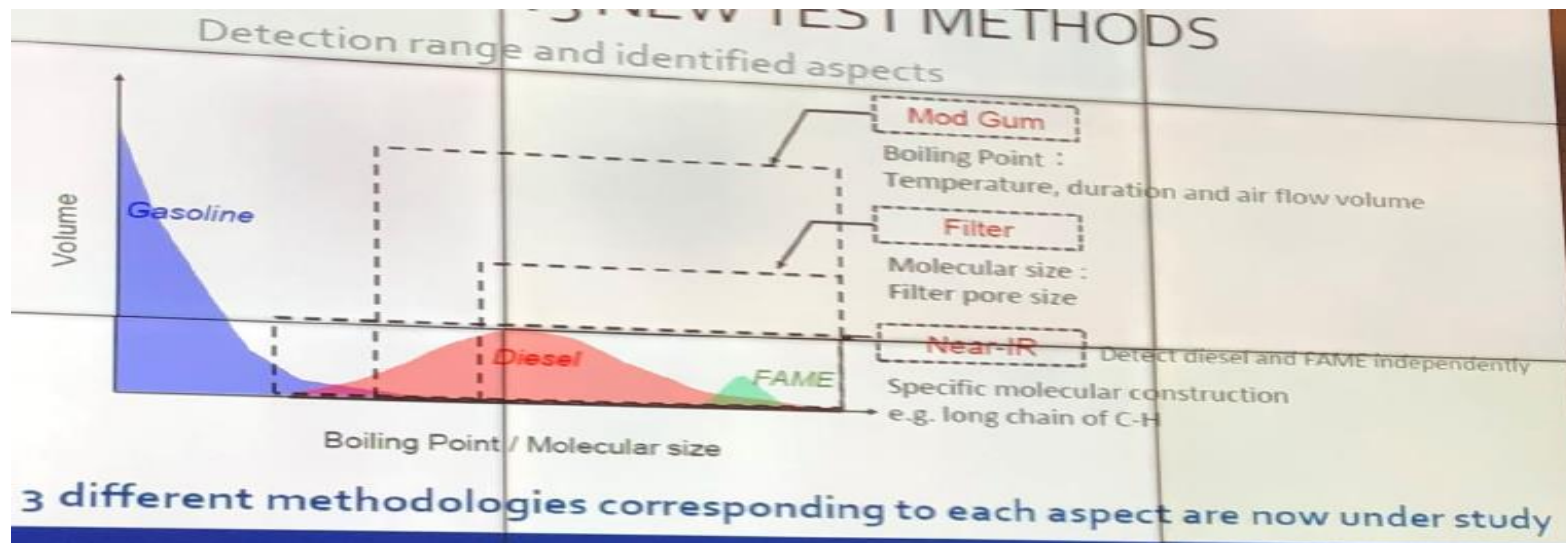 NEW TEST METHODS
Detection range and identified aspects
Mod Gum
Boiling Point :
Temperature, duration and air flow volume
Gasoline
Volume
Filter
Molecular size :
Filter pore size
Near-IR
Detect diesel and FAME independently
Diesel
FAME
Specific molecular construction
e.g. long chain of C-H
Boiling Point / Molecular size
3 different methodologies corresponding to each aspect are now under study